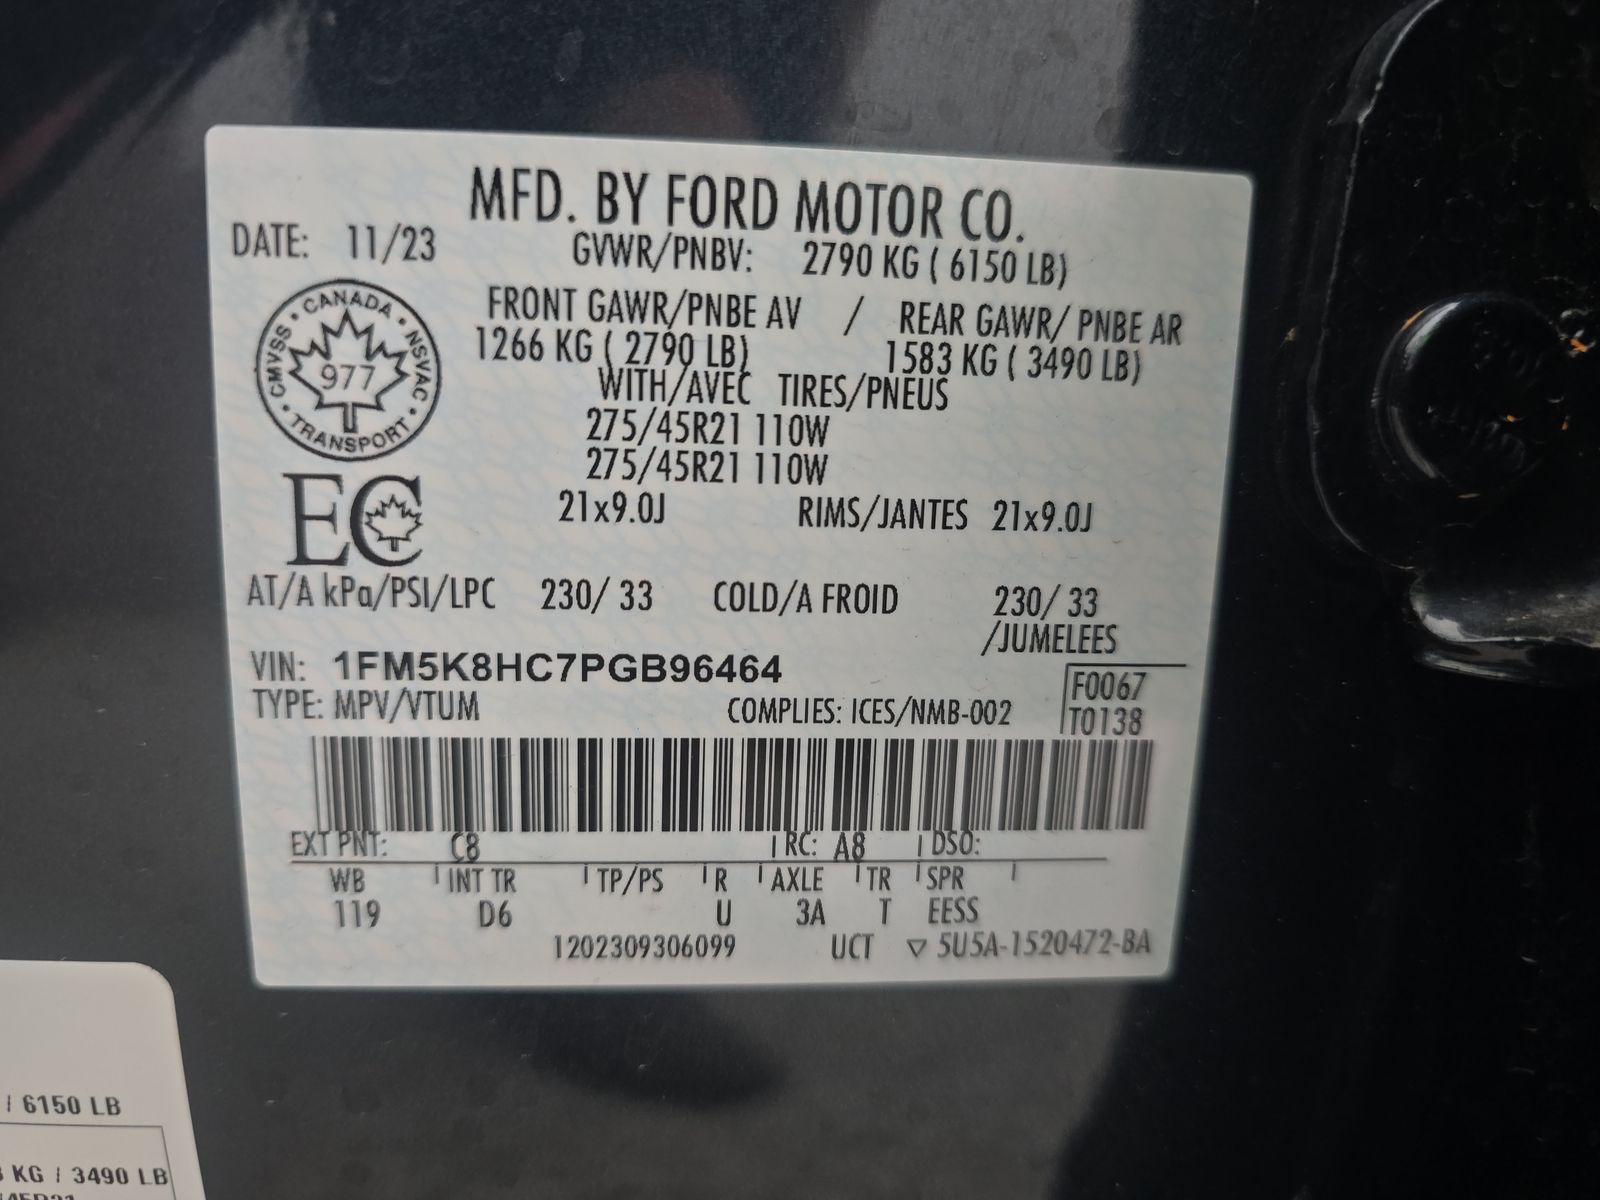 MFD. BY FORD MOTOR CO.
DATE: 11/23
GVWR/PNBV: 2790 KG ( 6150 LB)
FRONT GAWR/PNBE AV / REAR GAWR/ PNBE AR
1266 KG ( 2790 LB) 1583 KG ( 3490 LB)
WITH/AVEC TIRES/PNEUS
275/45R21 110W
275/45R21 110W
21x9.0J RIMS/JANTES 21x9.0J
CANADA • NSVAC • TRANSPORT • CMVSS •
977
EC
AT/A kPa/PSI/LPC 230/ 33 COLD/A FROID 230/ 33
/JUMELEES
VIN: 1FM5K8HC7PGB96464
F0067
TYPE: MPV/VTUM COMPLIES: ICES/NMB-002 T0138
EXT PNT: C8 RC: A8 DSO:
WB INT TR TP/PS R AXLE TR SPR
119 D6 U 3A T EESS
1202309306099 UCT 5U5A-1520472-BA
/ 6150 LB
KG / 3490 LB